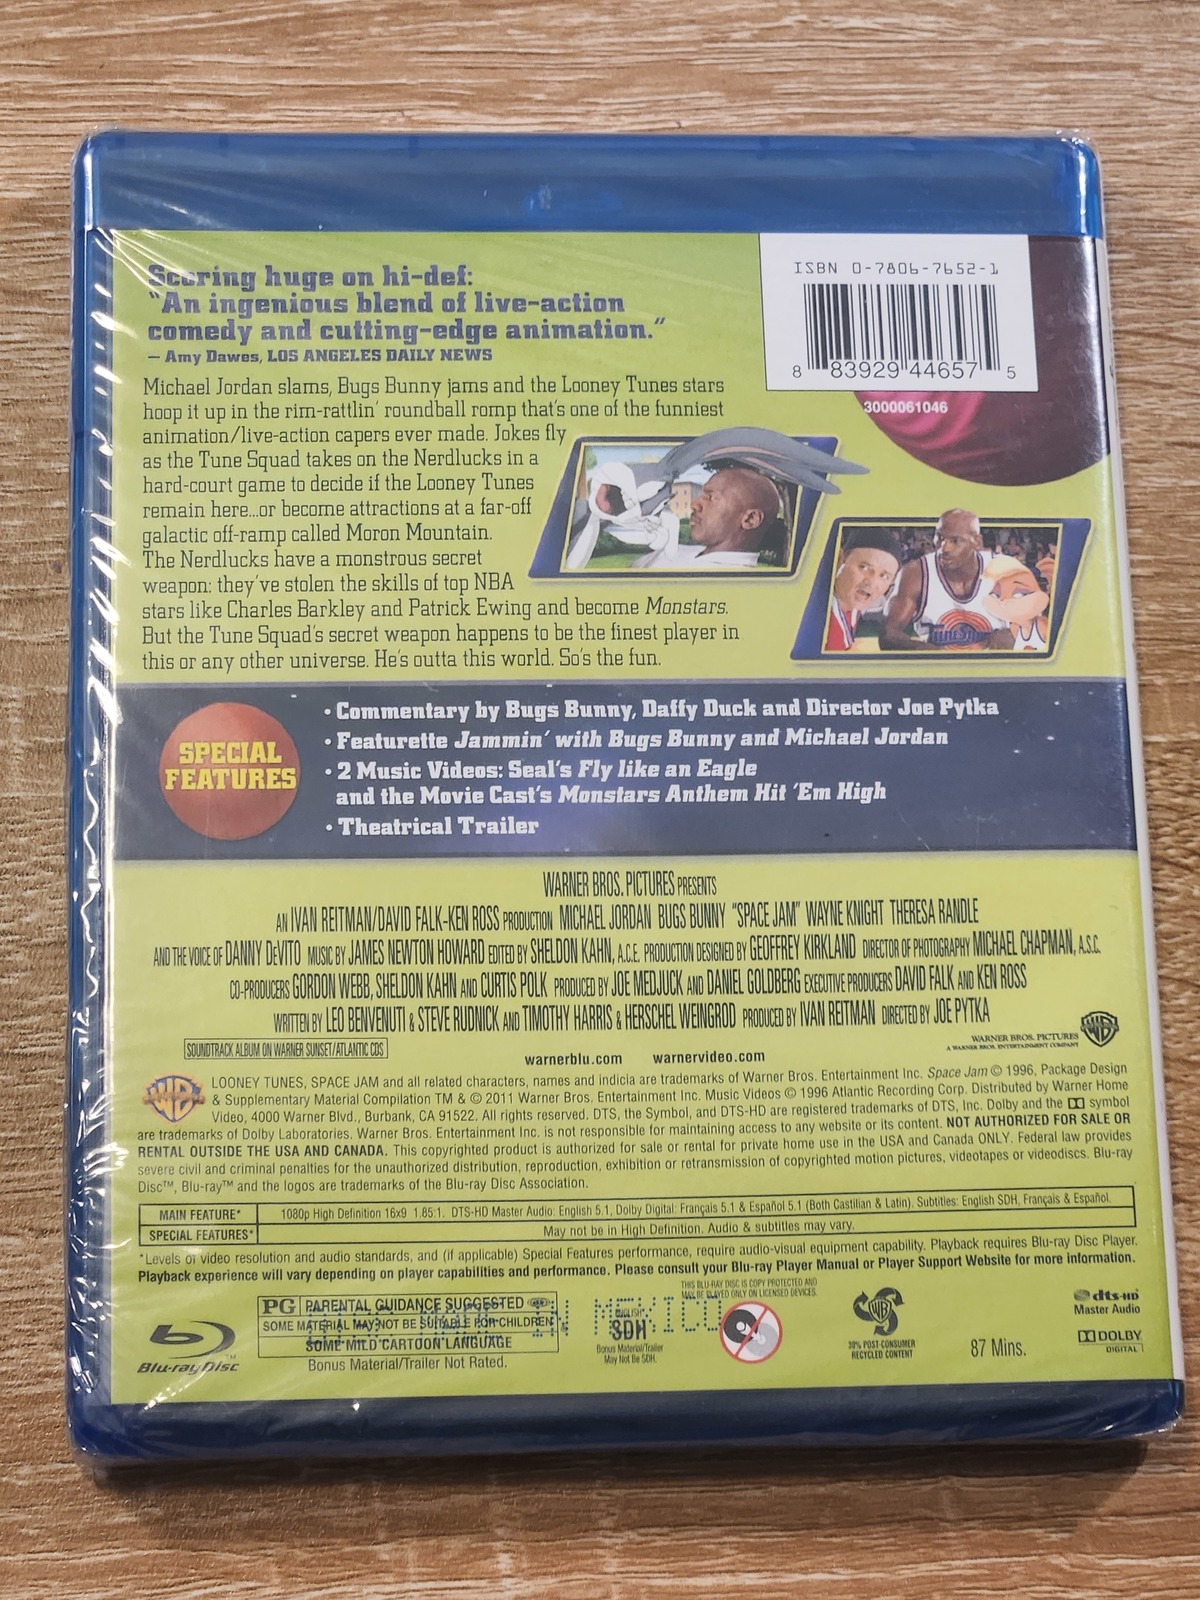 Scoring huge on hi-def:
"An ingenious blend of live-action
comedy and cutting-edge animation."
– Amy Dawes, LOS ANGELES DAILY NEWS
ISBN 0-7806-7652-1
8 83929 44657 5
3000061046
Michael Jordan slams, Bugs Bunny jams and the Looney Tunes stars
hoop it up in the rim-rattlin' roundball romp that's one of the funniest
animation/live-action capers ever made. Jokes fly
as the Tune Squad takes on the Nerdlucks in a
hard-court game to decide if the Looney Tunes
remain here...or become attractions at a far-off
galactic off-ramp called Moron Mountain.
The Nerdlucks have a monstrous secret
weapon: they've stolen the skills of top NBA
stars like Charles Barkley and Patrick Ewing and become Monstars.
But the Tune Squad's secret weapon happens to be the finest player in
this or any other universe. He's outta this world. So's the fun.
SPECIAL
FEATURES
• Commentary by Bugs Bunny, Daffy Duck and Director Joe Pytka
• Featurette Jammin' with Bugs Bunny and Michael Jordan
• 2 Music Videos: Seal's Fly like an Eagle
and the Movie Cast's Monstars Anthem Hit 'Em High
• Theatrical Trailer
WARNER BROS. PICTURES PRESENTS
AN IVAN REITMAN/DAVID FALK-KEN ROSS PRODUCTION MICHAEL JORDAN BUGS BUNNY "SPACE JAM" WAYNE KNIGHT THERESA RANDLE
AND THE VOICE OF DANNY DeVITO MUSIC BY JAMES NEWTON HOWARD EDITED BY SHELDON KAHN, A.C.E. PRODUCTION DESIGNED BY GEOFFREY KIRKLAND DIRECTOR OF PHOTOGRAPHY MICHAEL CHAPMAN, A.S.C.
CO-PRODUCERS GORDON WEBB, SHELDON KAHN AND CURTIS POLK PRODUCED BY JOE MEDJUCK AND DANIEL GOLDBERG EXECUTIVE PRODUCERS DAVID FALK AND KEN ROSS
WRITTEN BY LEO BENVENUTI & STEVE RUDNICK AND TIMOTHY HARRIS & HERSCHEL WEINGROD PRODUCED BY IVAN REITMAN DIRECTED BY JOE PYTKA
SOUNDTRACK ALBUM ON WARNER SUNSET/ATLANTIC CDS
warnerblu.com warnervideo.com
WARNER BROS. PICTURES
A WARNER BROS. ENTERTAINMENT COMPANY
LOONEY TUNES, SPACE JAM and all related characters, names and indicia are trademarks of Warner Bros. Entertainment Inc. Space Jam © 1996, Package Design
& Supplementary Material Compilation TM & © 2011 Warner Bros. Entertainment Inc. Music Videos © 1996 Atlantic Recording Corp. Distributed by Warner Home
Video, 4000 Warner Blvd., Burbank, CA 91522. All rights reserved. DTS, the Symbol, and DTS-HD are registered trademarks of DTS, Inc. Dolby and the symbol
are trademarks of Dolby Laboratories. Warner Bros. Entertainment Inc. is not responsible for maintaining access to any website or its content. NOT AUTHORIZED FOR SALE OR
RENTAL OUTSIDE THE USA AND CANADA. This copyrighted product is authorized for sale or rental for private home use in the USA and Canada ONLY. Federal law provides
severe civil and criminal penalties for the unauthorized distribution, reproduction, exhibition or retransmission of copyrighted motion pictures, videotapes or videodiscs. Blu-ray
Disc™, Blu-ray™ and the logos are trademarks of the Blu-ray Disc Association.
MAIN FEATURE* 1080p High Definition 16x9 1.85:1. DTS-HD Master Audio: English 5.1, Dolby Digital: Français 5.1 & Español 5.1 (Both Castilian & Latin). Subtitles: English SDH, Français & Español.
SPECIAL FEATURES* May not be in High Definition. Audio & subtitles may vary.
*Levels of video resolution and audio standards, and (if applicable) Special Features performance, require audio-visual equipment capability. Playback requires Blu-ray Disc Player.
Playback experience will vary depending on player capabilities and performance. Please consult your Blu-ray Player Manual or Player Support Website for more information.
THIS BLU-RAY DISC IS COPY PROTECTED AND
MAY BE PLAYED ONLY ON LICENSED DEVICES.
PG PARENTAL GUIDANCE SUGGESTED
SOME MATERIAL MAY NOT BE SUITABLE FOR CHILDREN
SOME MILD CARTOON LANGUAGE
Bonus Material/Trailer Not Rated.
Blu-ray Disc™
IN MEXICO
ENGLISH
SDH
Bonus Material/Trailer
May Not Be SDH.
30% POST-CONSUMER
RECYCLED CONTENT
87 Mins.
dts-HD
Master Audio
DOLBY
DIGITAL